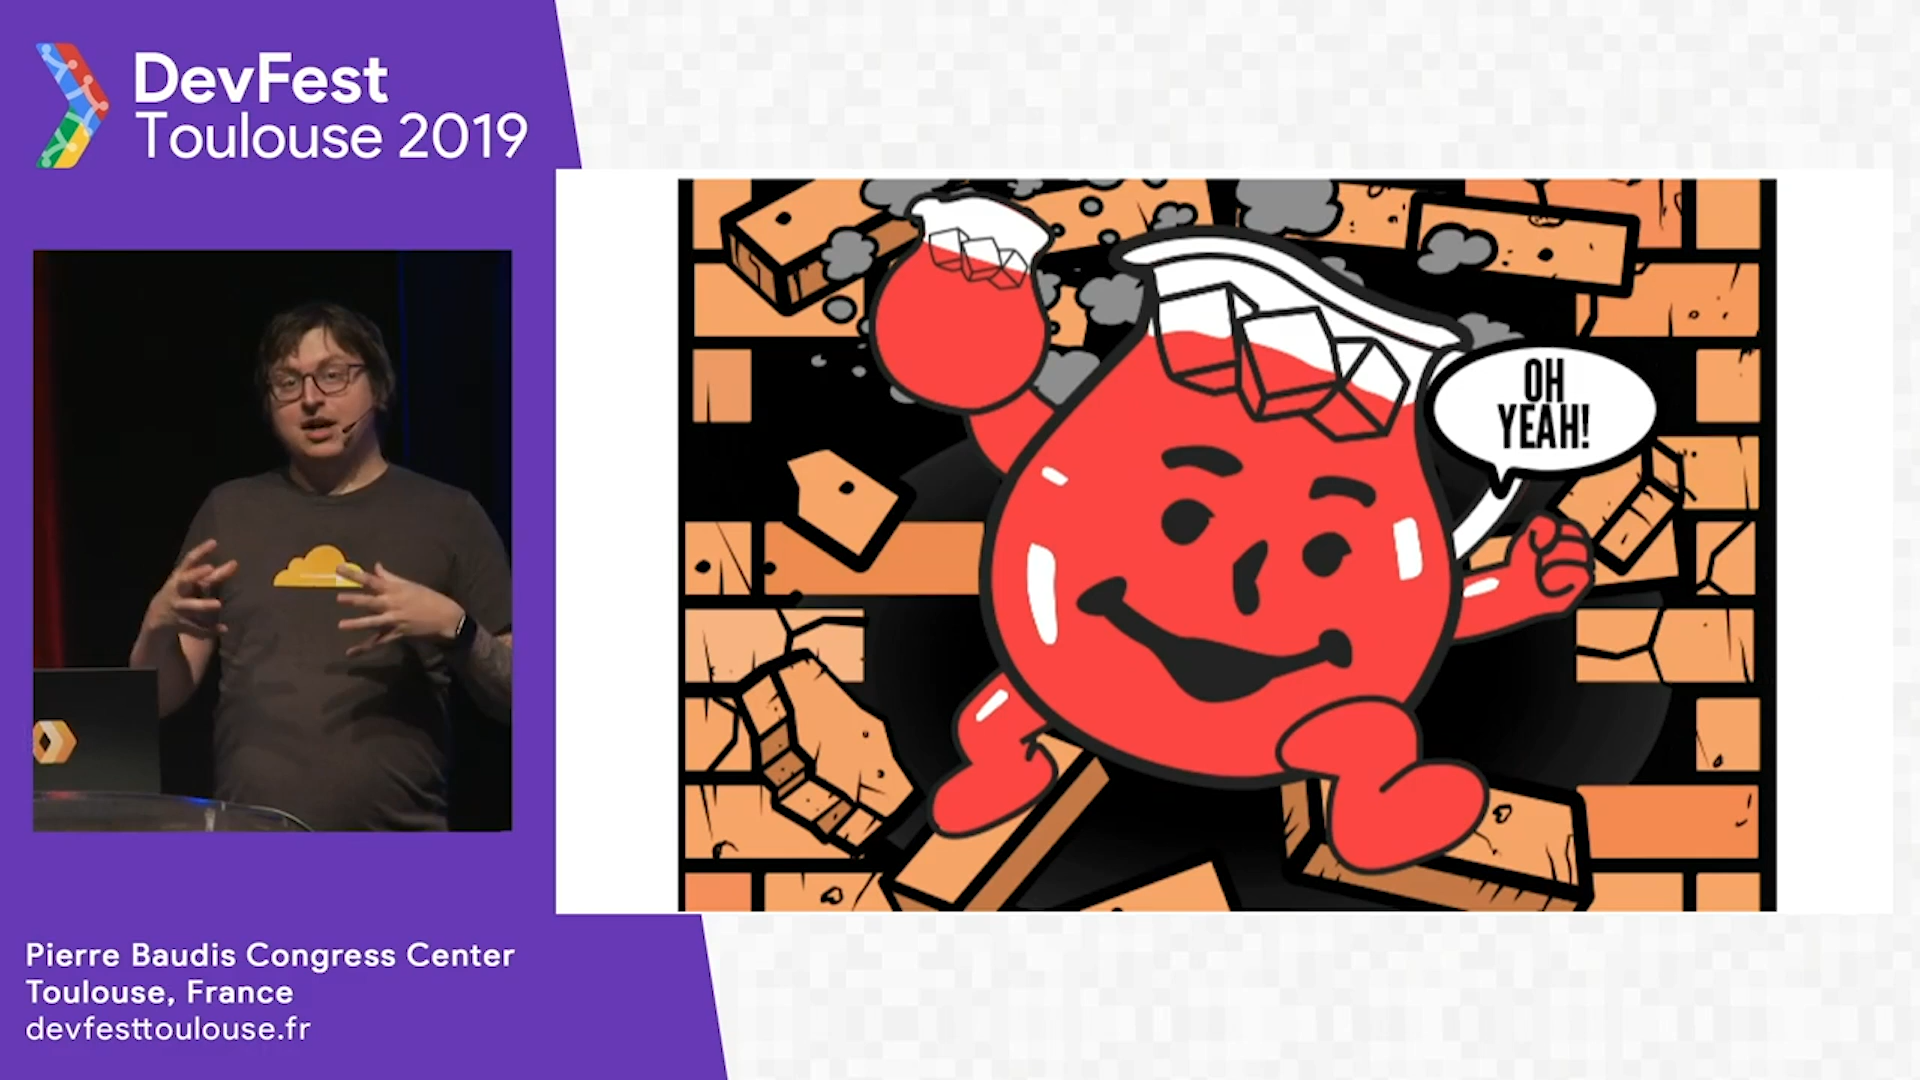 DevFest
Toulouse 2019
OH
YEAH!
Pierre Baudis Congress Center
Toulouse, France
devfesttoulouse.fr